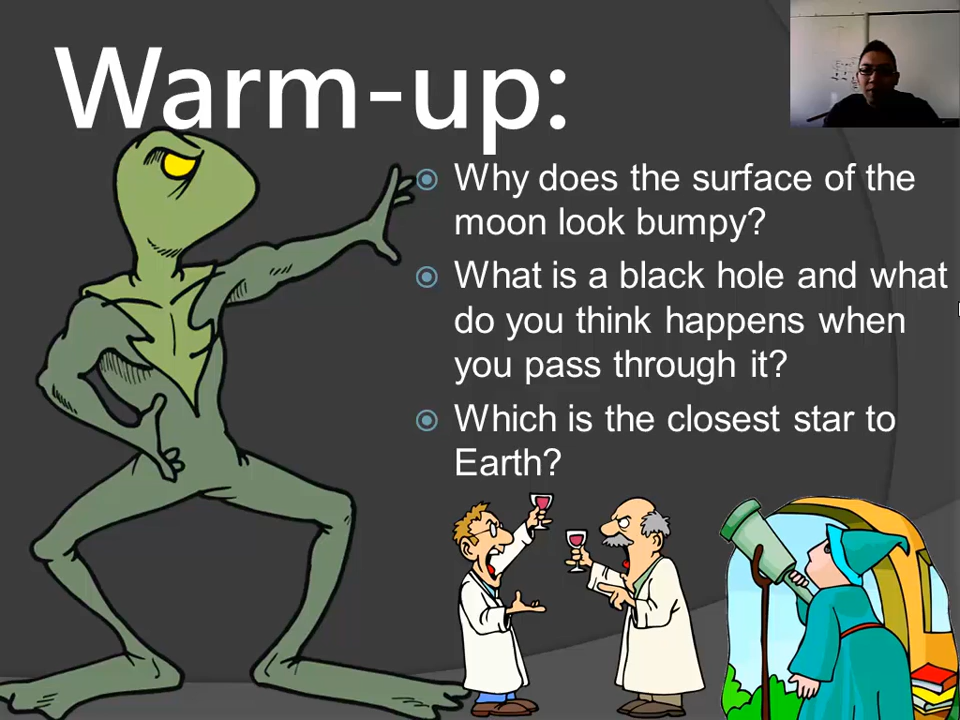 Warm-up:
Why does the surface of the
moon look bumpy?
What is a black hole and what
do you think happens when
you pass through it?
Which is the closest star to
Earth?